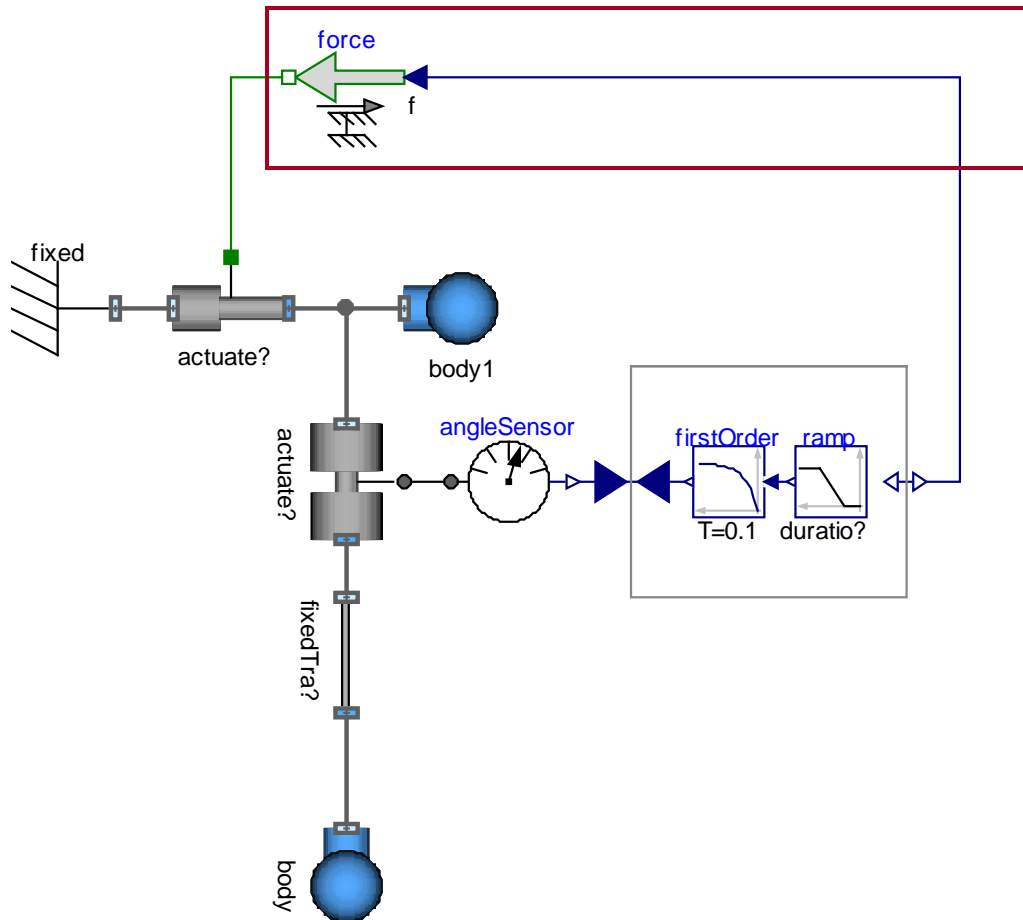 force
f
fixed
actuate?
body1
actuate?
angleSensor
firstOrder
ramp
T=0.1
duratio?
fixedTra?
body